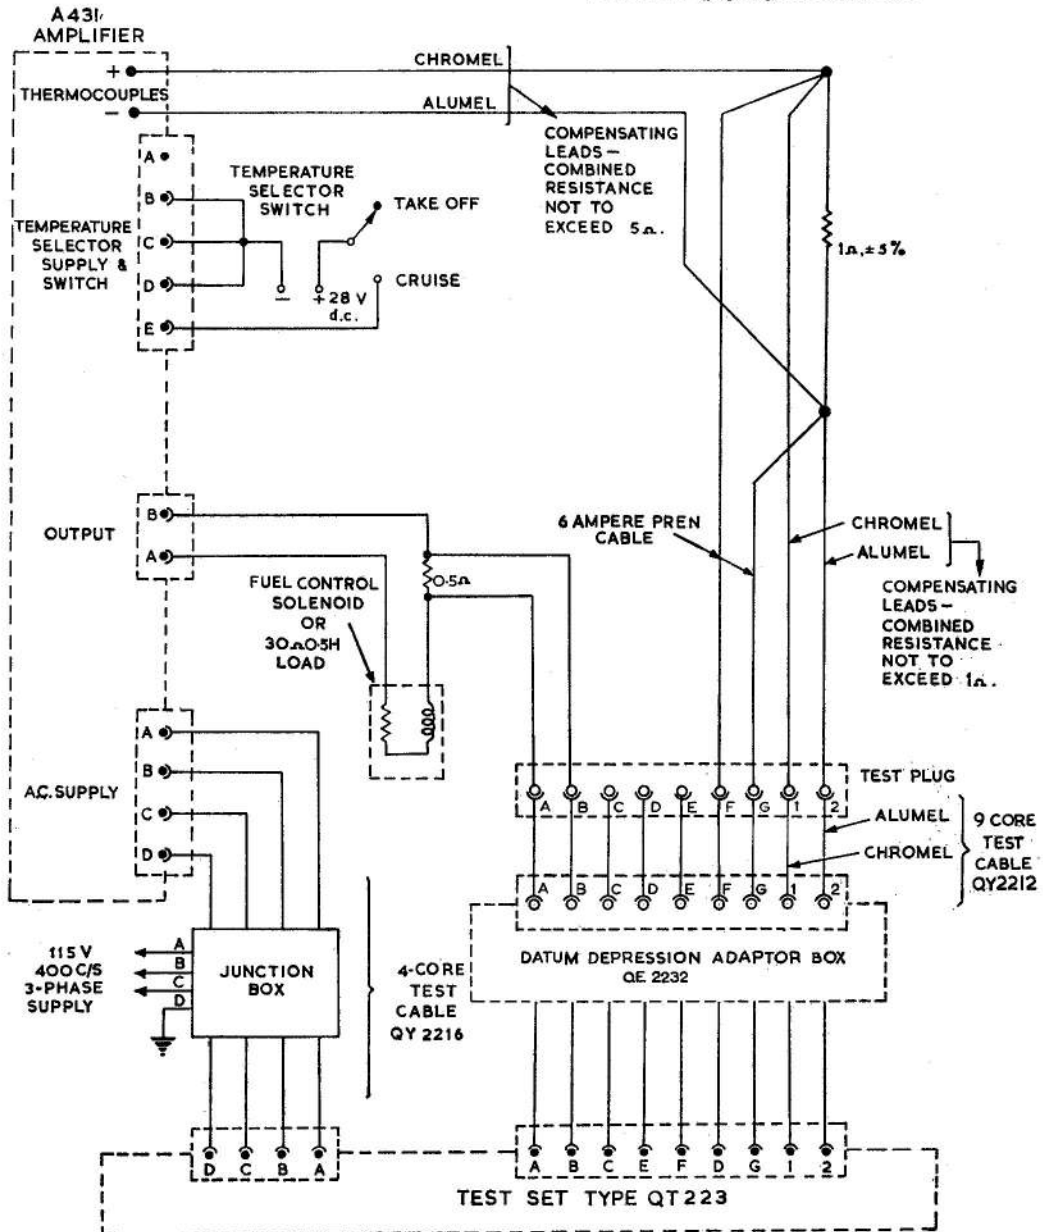 A431
AMPLIFIER
+
THERMOCOUPLES
−
CHROMEL
ALUMEL
COMPENSATING
LEADS —
COMBINED
RESISTANCE
NOT TO
EXCEED 5Ω.
1Ω, ±5%
A
B
C
D
E
TEMPERATURE
SELECTOR
SUPPLY &
SWITCH
TEMPERATURE
SELECTOR
SWITCH
TAKE OFF
CRUISE
−
+ 28 V
d.c.
OUTPUT
B
A
0·5Ω
FUEL CONTROL
SOLENOID
OR
30Ω 0·5H
LOAD
6 AMPERE PREN
CABLE
CHROMEL
ALUMEL
COMPENSATING
LEADS —
COMBINED
RESISTANCE
NOT TO
EXCEED 1Ω.
A.C. SUPPLY
A
B
C
D
TEST PLUG
A B C D E F G 1 2
ALUMEL
CHROMEL
9 CORE
TEST
CABLE
QY2212
A B C D E F G 1 2
DATUM DEPRESSION ADAPTOR BOX
QE 2232
115 V
400 C/S
3-PHASE
SUPPLY
A
B
C
D
JUNCTION
BOX
4-CORE
TEST
CABLE
QY 2216
D C B A
A B C E F D G 1 2
TEST SET TYPE QT223